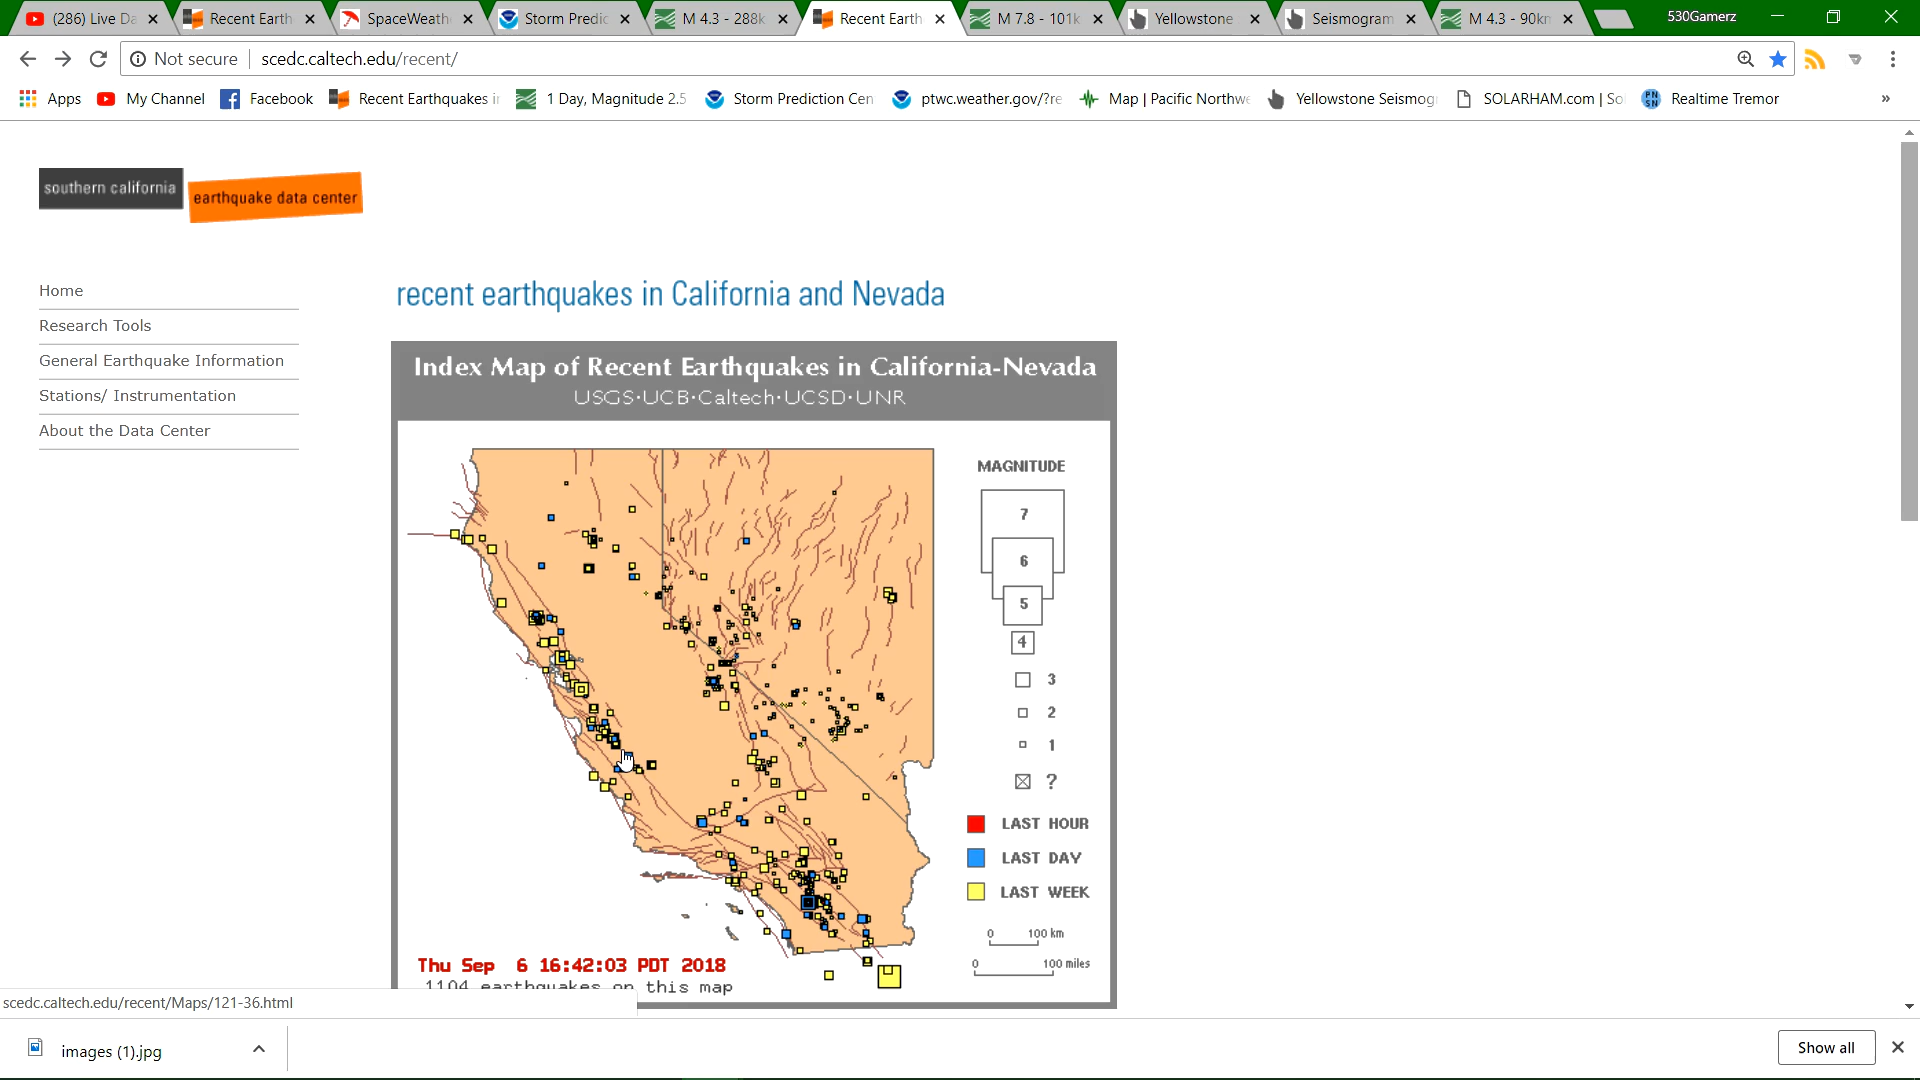 (286) Live Da
Recent Earth
SpaceWeath
Storm Predic
M 4.3 - 288k
Recent Earth
M 7.8 - 101k
Yellowstone
Seismogram
M 4.3 - 90km
530Gamerz
Not secure
scedc.caltech.edu/recent/
Apps
My Channel
Facebook
Recent Earthquakes i
1 Day, Magnitude 2.5
Storm Prediction Cen
ptwc.weather.gov/?re
Map | Pacific Northwe
Yellowstone Seismog
SOLARHAM.com | So
PNSN
Realtime Tremor
»
southern california
earthquake data center
Home
Research Tools
General Earthquake Information
Stations/ Instrumentation
About the Data Center
recent earthquakes in California and Nevada
Index Map of Recent Earthquakes in California-Nevada
USGS·UCB·Caltech·UCSD·UNR
MAGNITUDE
7
6
5
4
3
2
1
?
LAST HOUR
LAST DAY
LAST WEEK
0 100 km
0 100 miles
Thu Sep 6 16:42:03 PDT 2018
1104 earthquakes on this map
scedc.caltech.edu/recent/Maps/121-36.html
images (1).jpg
Show all